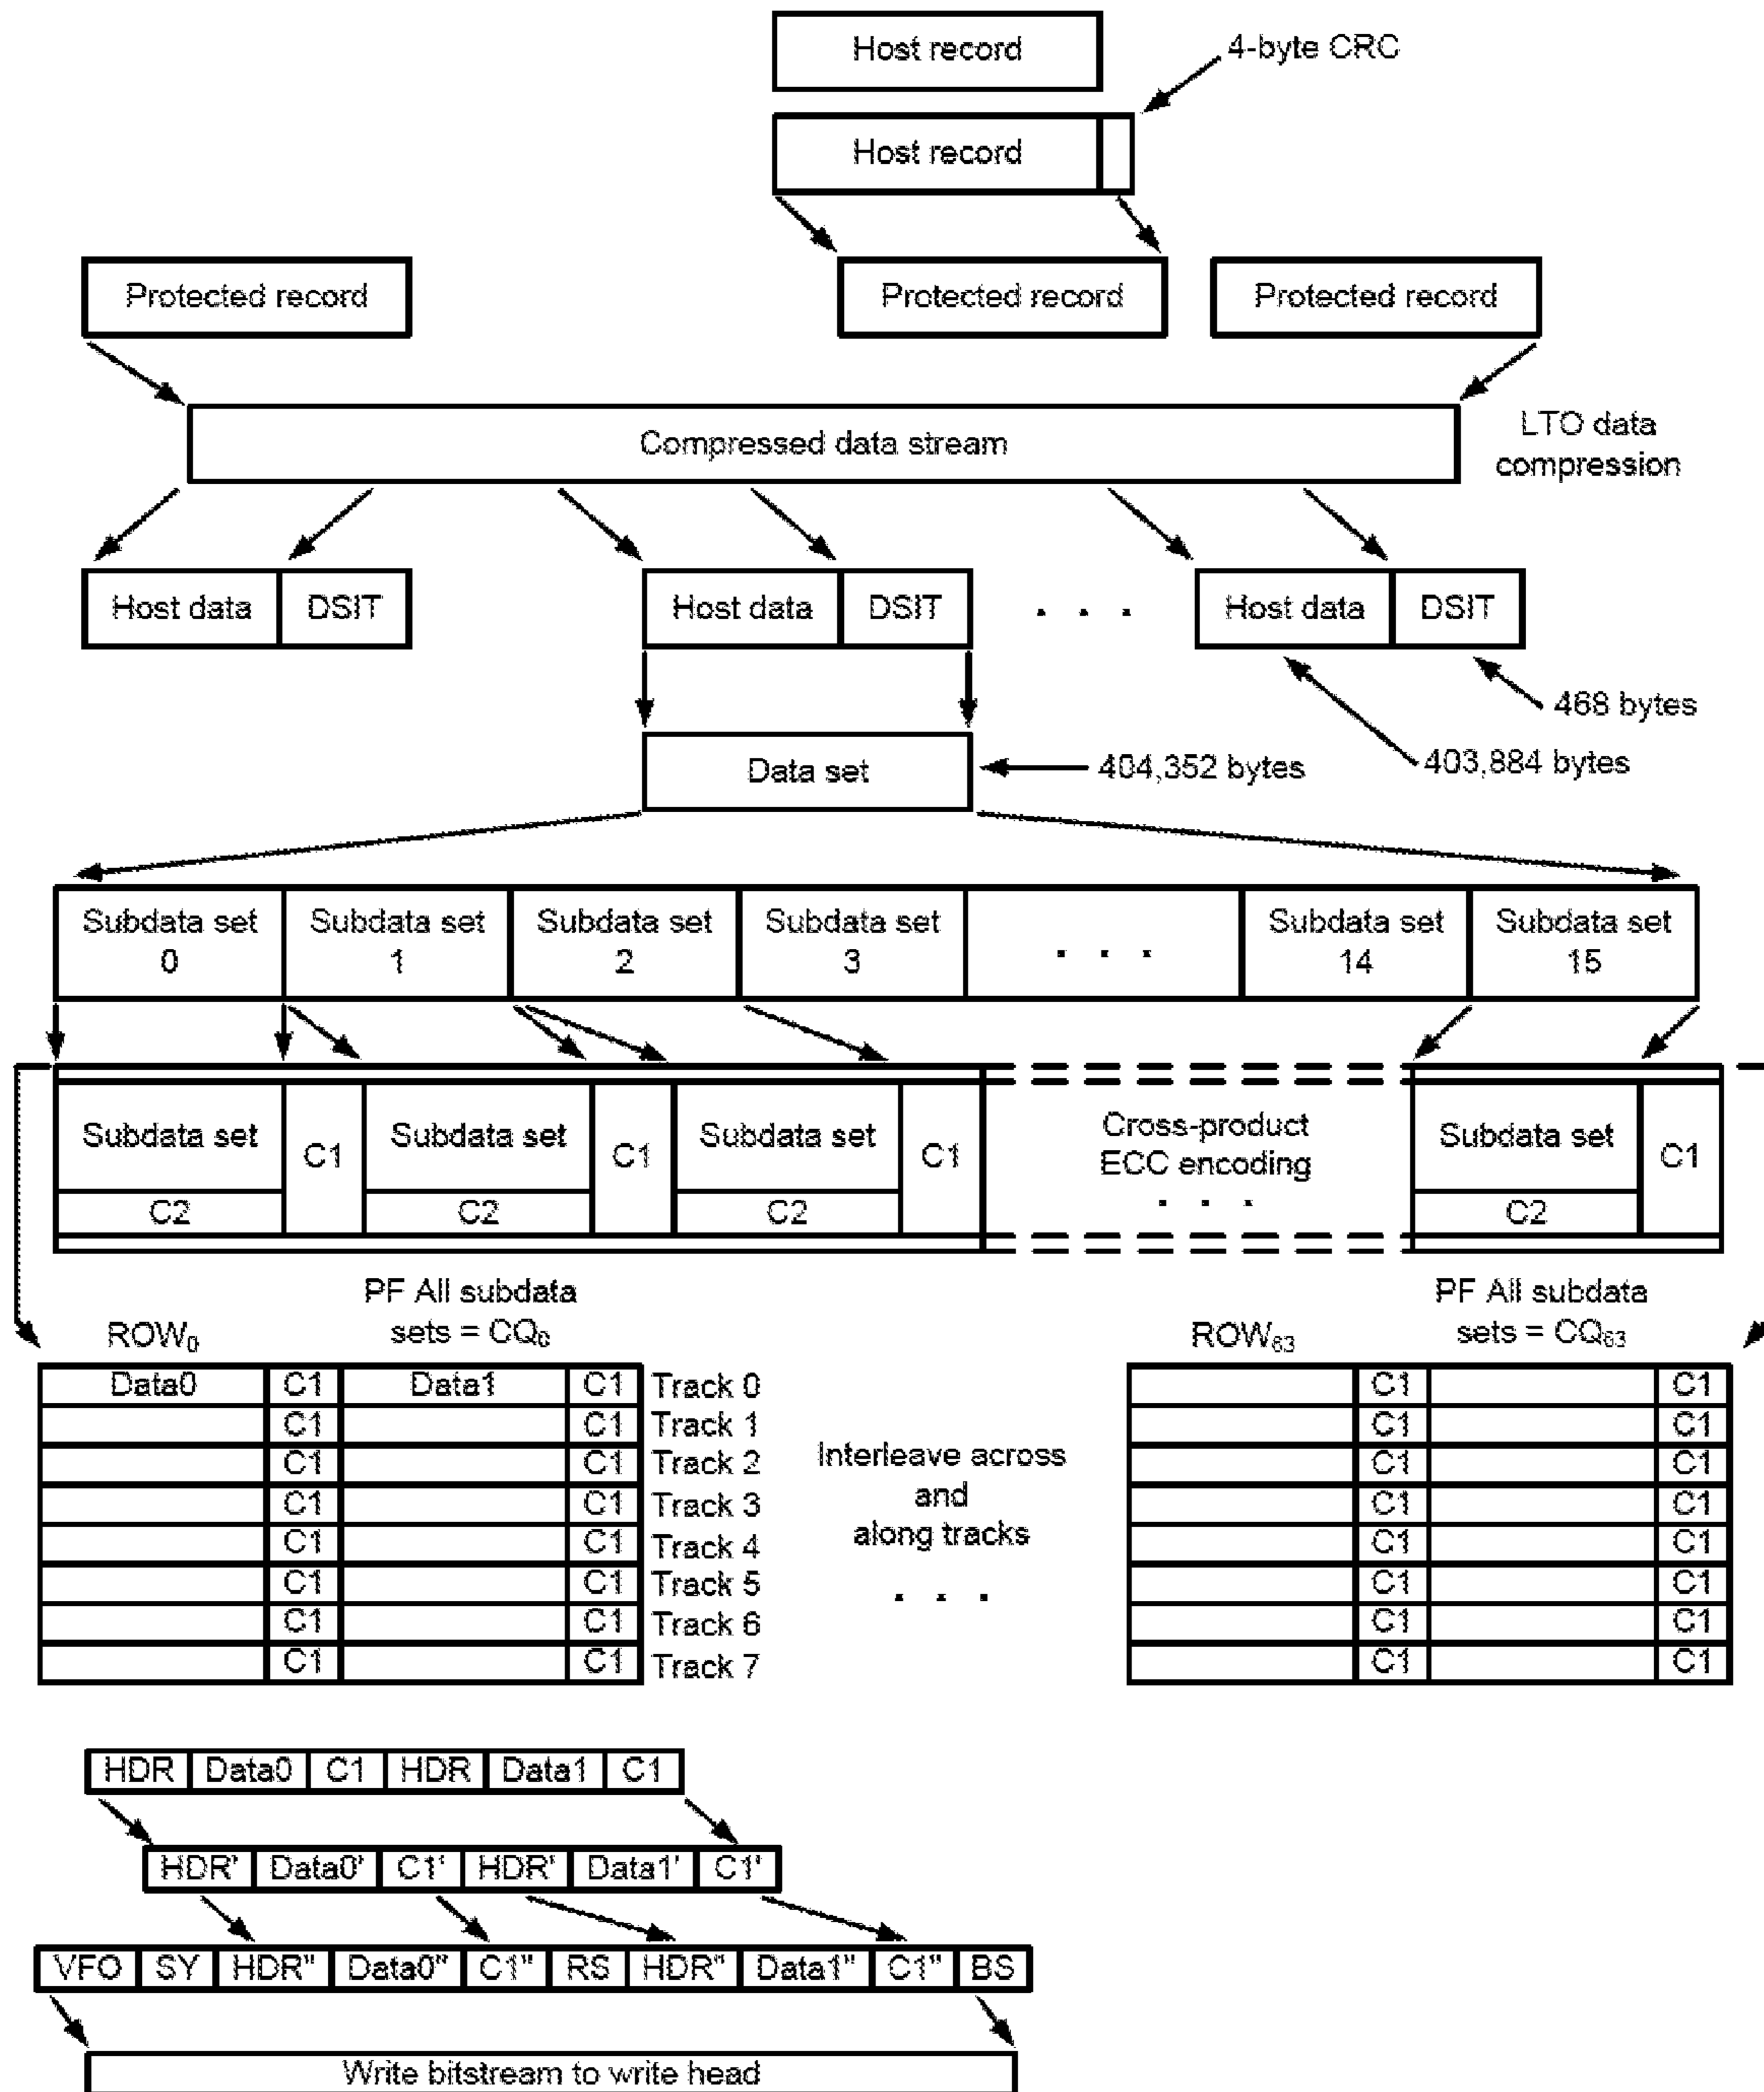 Host record
4-byte CRC
Host record
Protected record
Protected record
Protected record
Compressed data stream
LTO data
compression
Host data
DSIT
Host data
DSIT
. . .
Host data
DSIT
468 bytes
403,884 bytes
Data set
404,352 bytes
Subdata set
0
Subdata set
1
Subdata set
2
Subdata set
3
. . .
Subdata set
14
Subdata set
15
Subdata set
C2
C1
Subdata set
C2
C1
Subdata set
C2
C1
Cross-product
ECC encoding
. . .
Subdata set
C2
C1
ROW0
PF All subdata
sets = CQ0
ROW63
PF All subdata
sets = CQ63
Data0 C1 Data1 C1 Track 0
C1 C1 Track 1
C1 C1 Track 2
C1 C1 Track 3
C1 C1 Track 4
C1 C1 Track 5
C1 C1 Track 6
C1 C1 Track 7
Interleave across
and
along tracks
. . .
C1 C1
C1 C1
C1 C1
C1 C1
C1 C1
C1 C1
C1 C1
C1 C1
HDR Data0 C1 HDR Data1 C1
HDR' Data0' C1' HDR' Data1' C1'
VFO SY HDR" Data0" C1" RS HDR" Data1" C1" BS
Write bitstream to write head